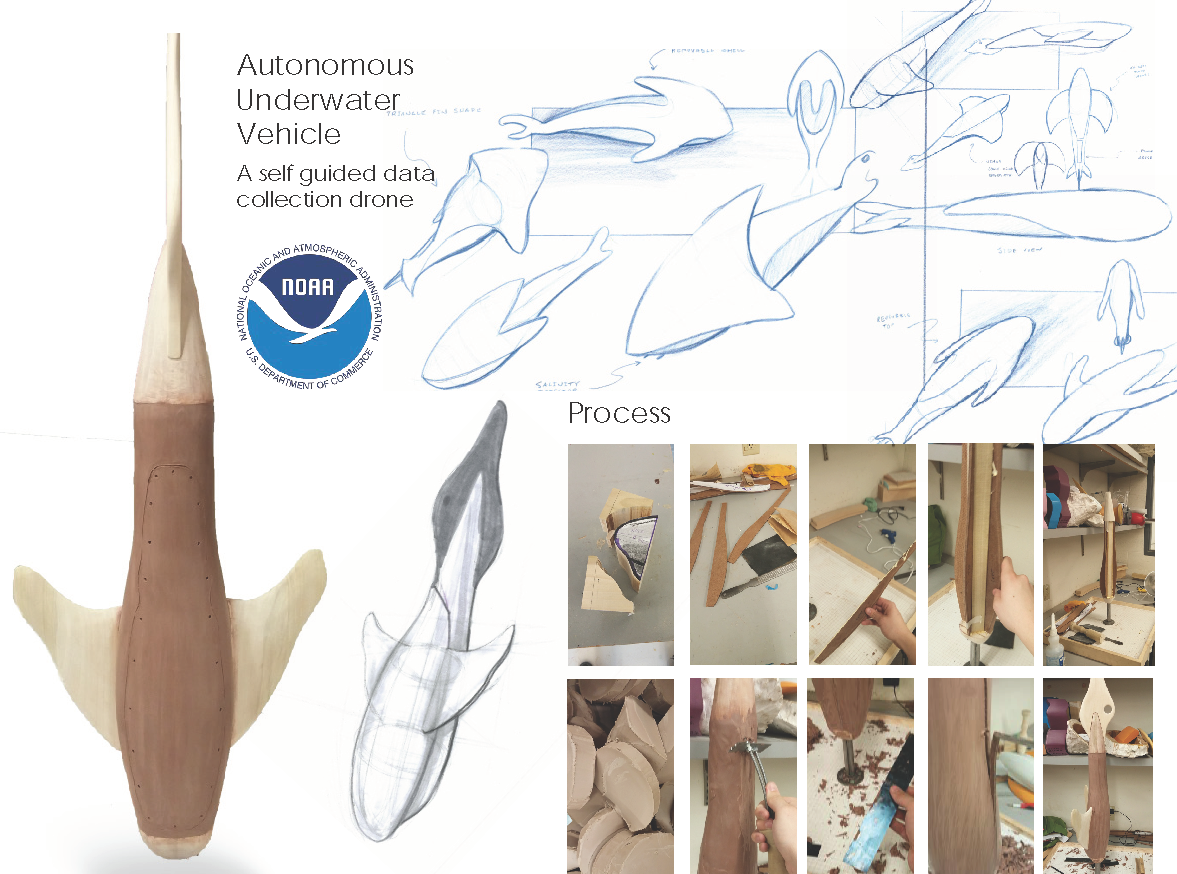 Autonomous
Underwater
Vehicle
A self guided data
collection drone
NATIONAL OCEANIC AND ATMOSPHERIC ADMINISTRATION
NOAA
U.S. DEPARTMENT OF COMMERCE
TRIANGLE FIN SHAPE
REMOVABLE
SIDE VIEW
SALINITY
Process